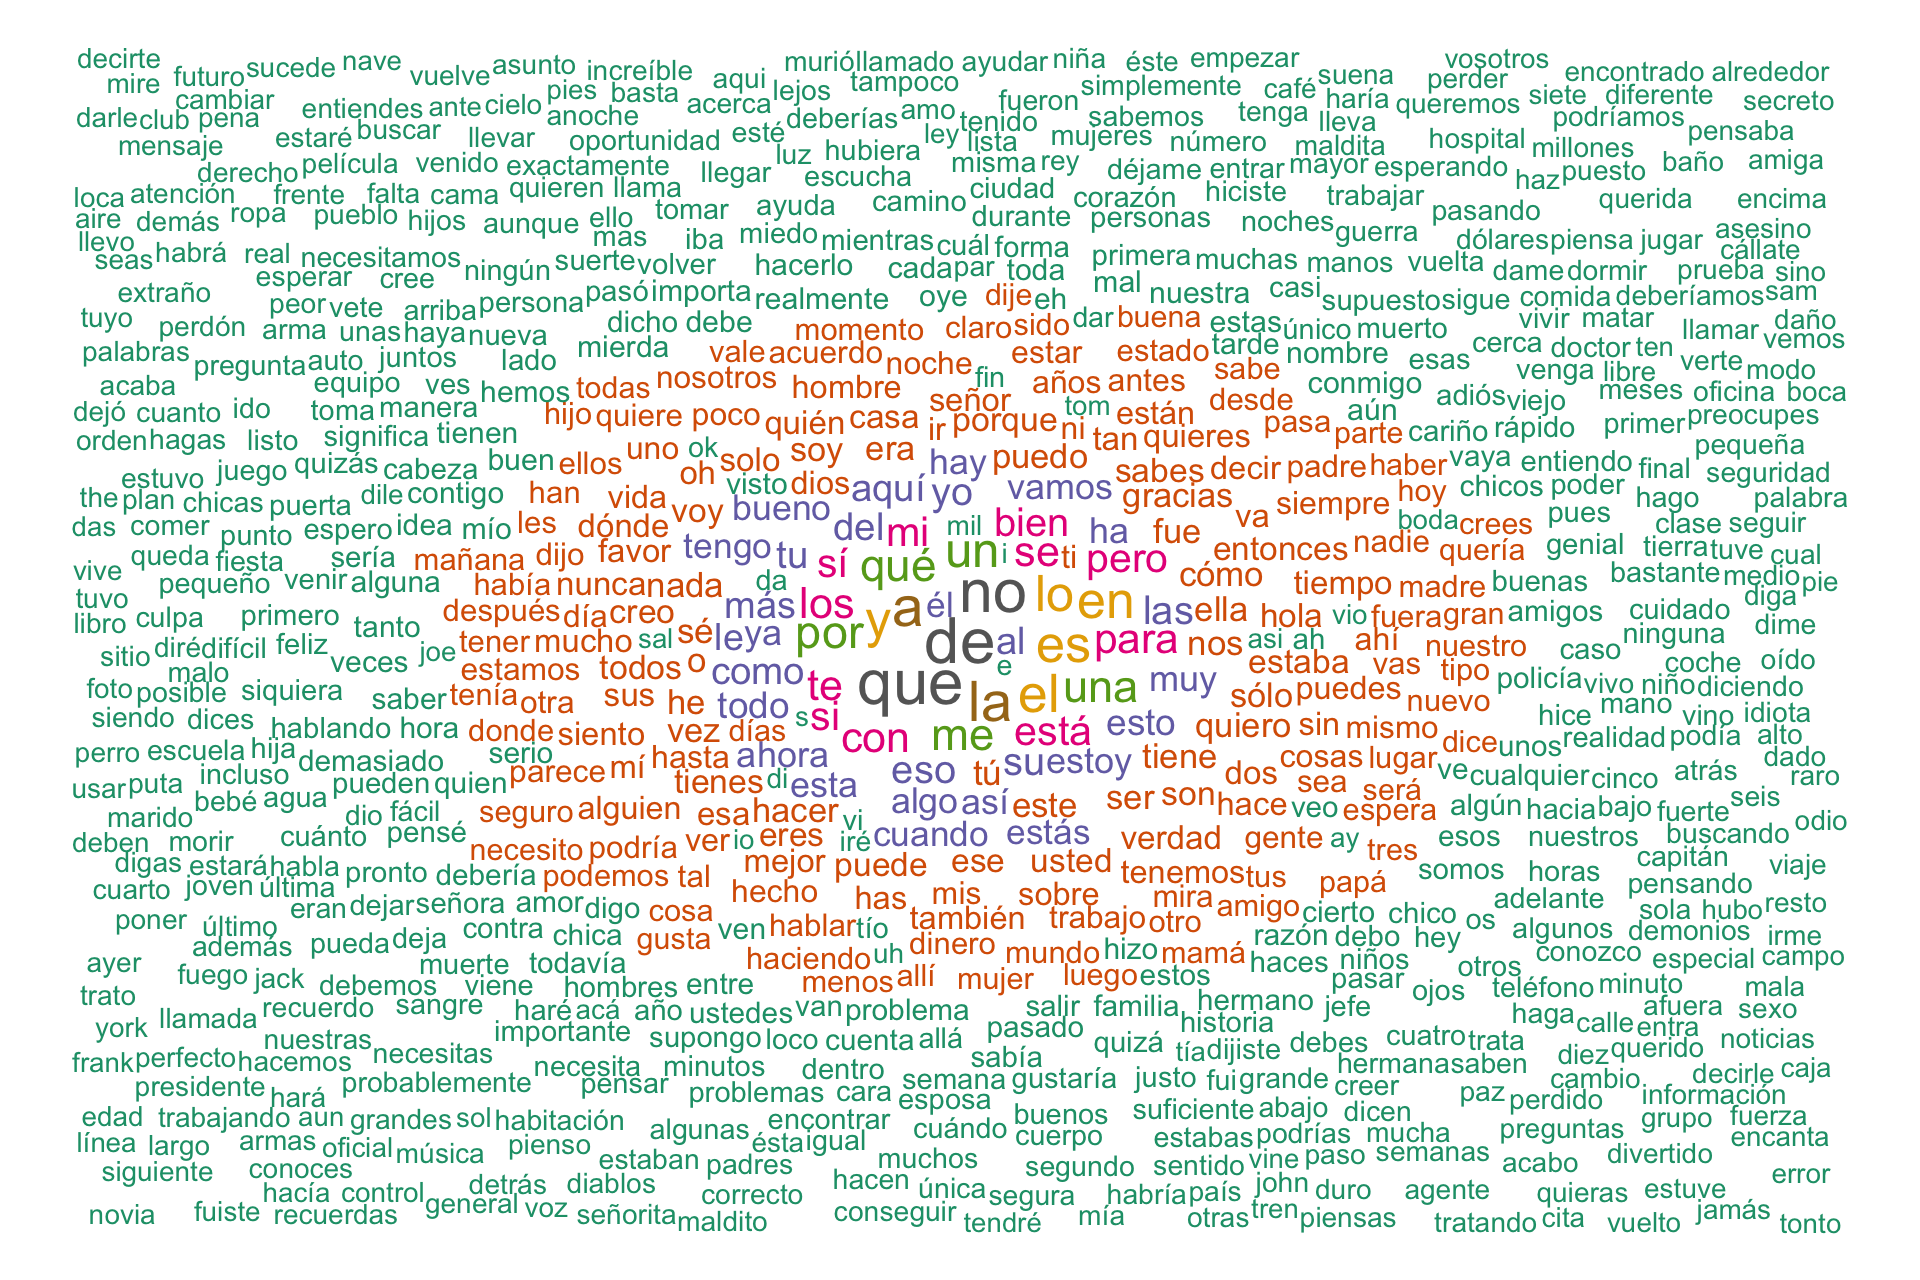 decirte mire futuro sucede nave vuelve asunto increíble aqui murió llamado ayudar niña éste empezar vosotros encontrado alrededor
cambiar entiendes ante cielo pies basta acerca lejos tampoco simplemente café suena perder siete diferente secreto
darle club pena estaré buscar llevar anoche oportunidad esté deberías amo tenido fueron sabemos tenga haría lleva queremos podríamos pensaba
mensaje derecho película venido exactamente llegar luz hubiera ley lista misma rey mujeres número maldita hospital millones baño amiga
loca atención frente falta cama quieren llama escucha ciudad corazón déjame entrar hiciste mayor esperando trabajar haz puesto querida encima
aire demás ropa pueblo hijos aunque ello tomar ayuda camino durante personas noches guerra pasando asesino
llevo seas habrá real necesitamos mas iba miedo mientras cuál forma primera muchas manos vuelta dólares piensa jugar cállate
extraño esperar cree ningún suerte volver hacerlo cada par toda mal nuestra casi dame dormir prueba sino
tuyo peor vete arriba persona pasó importa realmente oye dije eh supuesto sigue comida deberíamos sam
perdón arma unas haya nueva dicho debe momento claro sido dar buena estas único muerto vivir matar llamar daño vemos
palabras pregunta auto juntos lado mierda vale acuerdo noche estar estado tarde nombre esas cerca doctor ten verte modo
acaba equipo ves hemos todas nosotros hombre fin años antes sabe conmigo venga libre meses oficina boca
dejó cuanto ido toma manera hijo quiere poco quién casa señor ir porque tom ni están desde aún adiós viejo primer preocupes
orden hagas listo significa tienen uno ok solo soy era hay puedo tan quieres pasa parte cariño rápido pequeña
estuvo juego quizás cabeza buen ellos oh visto dios aquí yo vamos sabes decir padre haber vaya entiendo final seguridad
the plan chicas puerta dile contigo han vida voy bueno gracias siempre hoy chicos poder hago palabra
das comer punto espero idea mío les dónde del mi mil bien ha fue va boda crees pues clase seguir
vive queda fiesta sería mañana dijo favor tengo tu sí qué un i se ti pero entonces nadie quería genial tierra tuve cual
tuvo pequeño venir alguna había nunca nada da no lo en cómo tiempo madre buenas bastante medio pie
libro culpa primero tanto después día creo más los y a él las ella hola vio fuera gran amigos cuidado diga dime
sitio diré difícil feliz veces joe tener mucho sal sé le ya por de al es para nos asi ah ahí nuestro caso ninguna
malo estamos todos o como que e estaba vas tipo coche oído
foto posible siquiera saber tenía otra sus he todo te la el una muy sólo puedes nuevo policía vivo niño diciendo
siendo dices hablando hora donde siento vez días s si con me está esto quiero sin mismo hice mano vino idiota
perro escuela hija demasiado serio hasta ahora eso tú su estoy tiene cosas lugar dice unos realidad podía alto
usar puta incluso pueden quien parece mí tienes di esta dos sea será ve cualquier cinco atrás dado raro
marido bebé agua dio fácil seguro alguien esa hacer vi algo así este ser son hace veo espera algún hacia bajo fuerte seis
deben morir cuánto pensé necesito podría ver io eres iré cuando estás verdad gente ay tres esos nuestros buscando odio
digas estará habla pronto debería podemos tal mejor puede ese usted tenemos tus papá somos horas capitán viaje
cuarto joven última eran dejar señora amor digo cosa hecho has mis sobre mira amigo cierto chico os adelante pensando sola hubo resto
poner último además pueda deja contra chica gusta ven hablar tío también trabajo otro razón debo hey algunos demonios irme
ayer fuego jack muerte todavía haciendo uh dinero mundo hizo mamá haces niños otros conozco especial campo
trato debemos viene hombres entre menos allí mujer luego estos pasar ojos teléfono minuto mala
york llamada recuerdo sangre haré acá año ustedes van problema salir familia hermano jefe haga calle afuera sexo
nuestras importante supongo loco cuenta allá pasado quizá historia debes cuatro trata entra noticias
frank perfecto hacemos necesitas necesita minutos dentro sabía tía dijiste hermana saben diez querido
presidente hará probablemente pensar problemas cara semana esposa gustaría justo fui grande creer paz cambio decirle caja
edad trabajando aun grandes sol habitación encontrar buenos suficiente abajo dicen perdido información
línea largo armas oficial música pienso algunas ésta igual cuándo cuerpo estabas podrías mucha preguntas grupo fuerza encanta
siguiente conoces estaban padres muchos segundo sentido vine paso semanas acabo divertido error
hacía control detrás diablos correcto hacen única segura habría país john duro agente quieras estuve
novia fuiste recuerdas general voz señorita maldito conseguir tendré mía otras tren piensas tratando cita vuelto jamás tonto